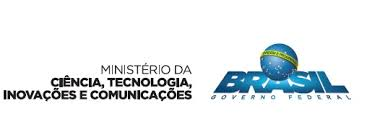 MINISTÉRIO DA
CIÊNCIA, TECNOLOGIA,
INOVAÇÕES E COMUNICAÇÕES
BRASIL
GOVERNO FEDERAL